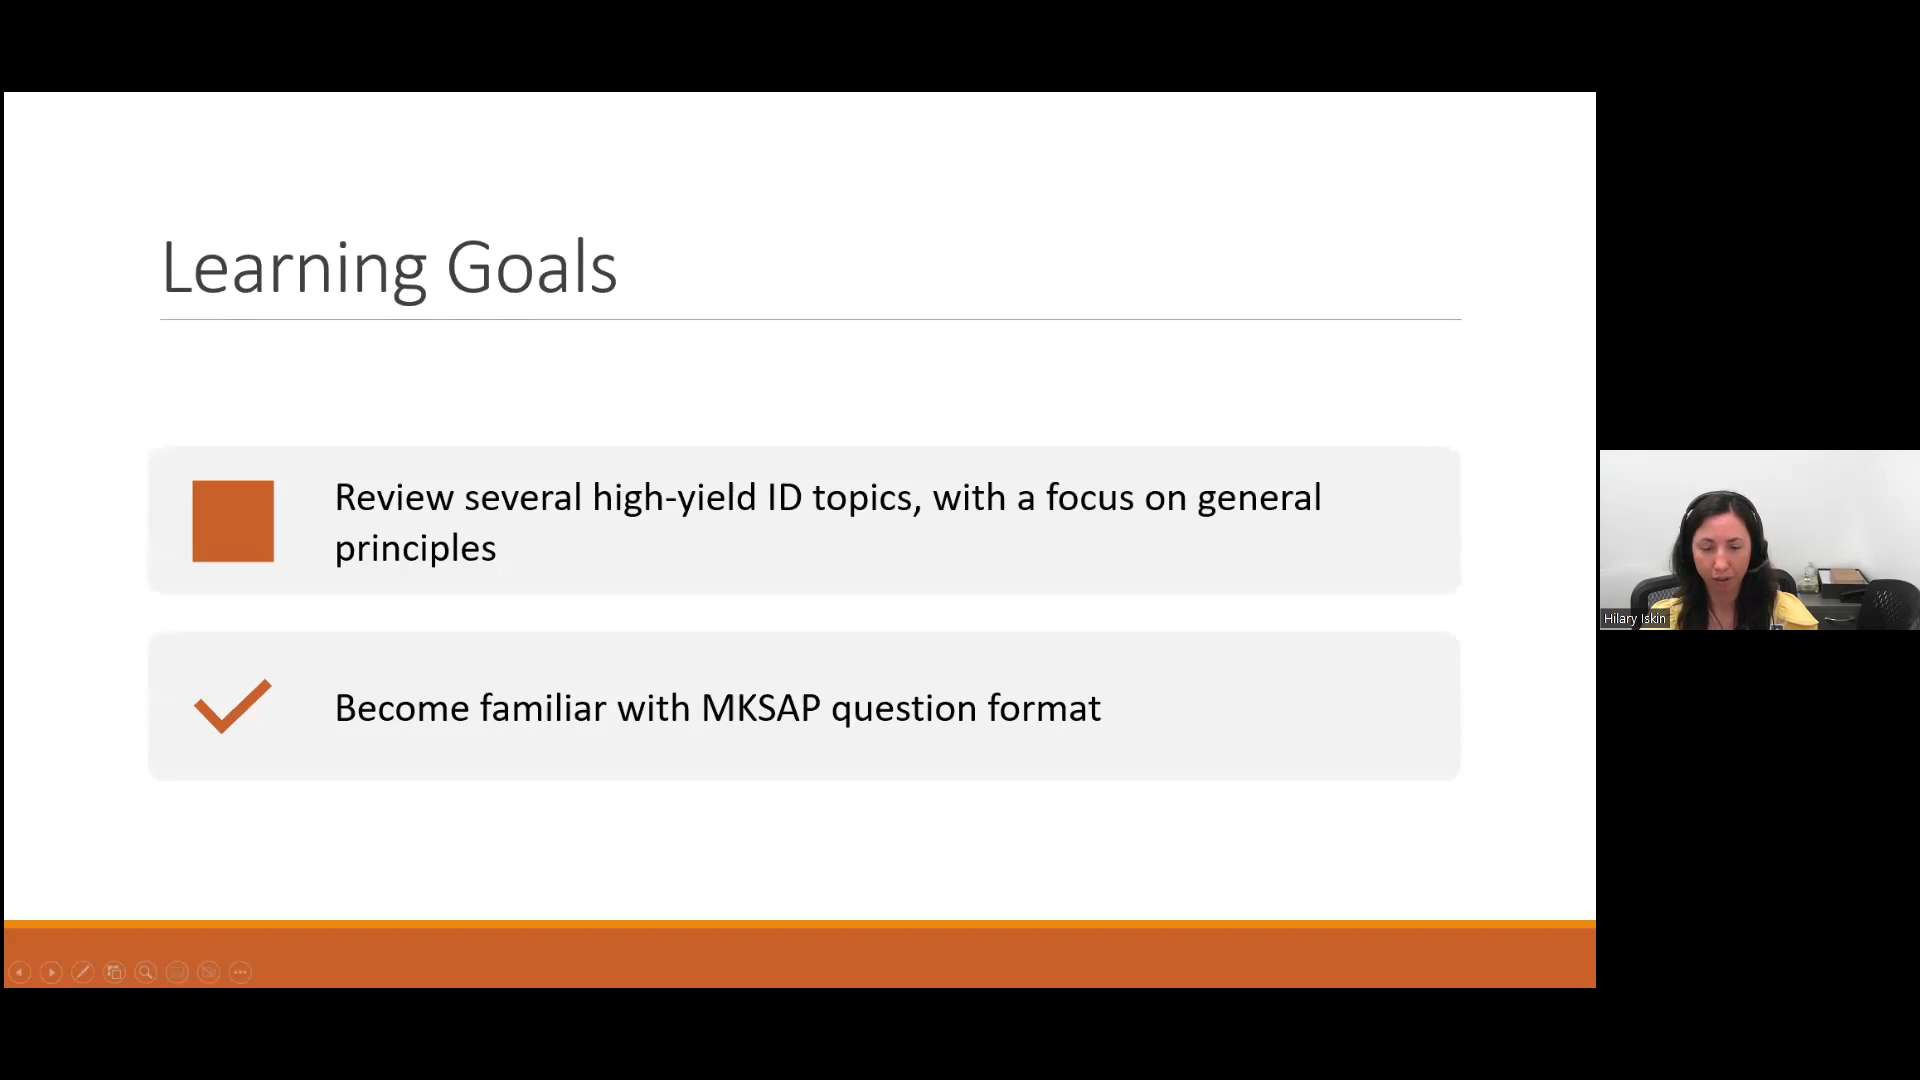 Learning Goals
Review several high-yield ID topics, with a focus on general
principles
Become familiar with MKSAP question format
Hilary Iskin